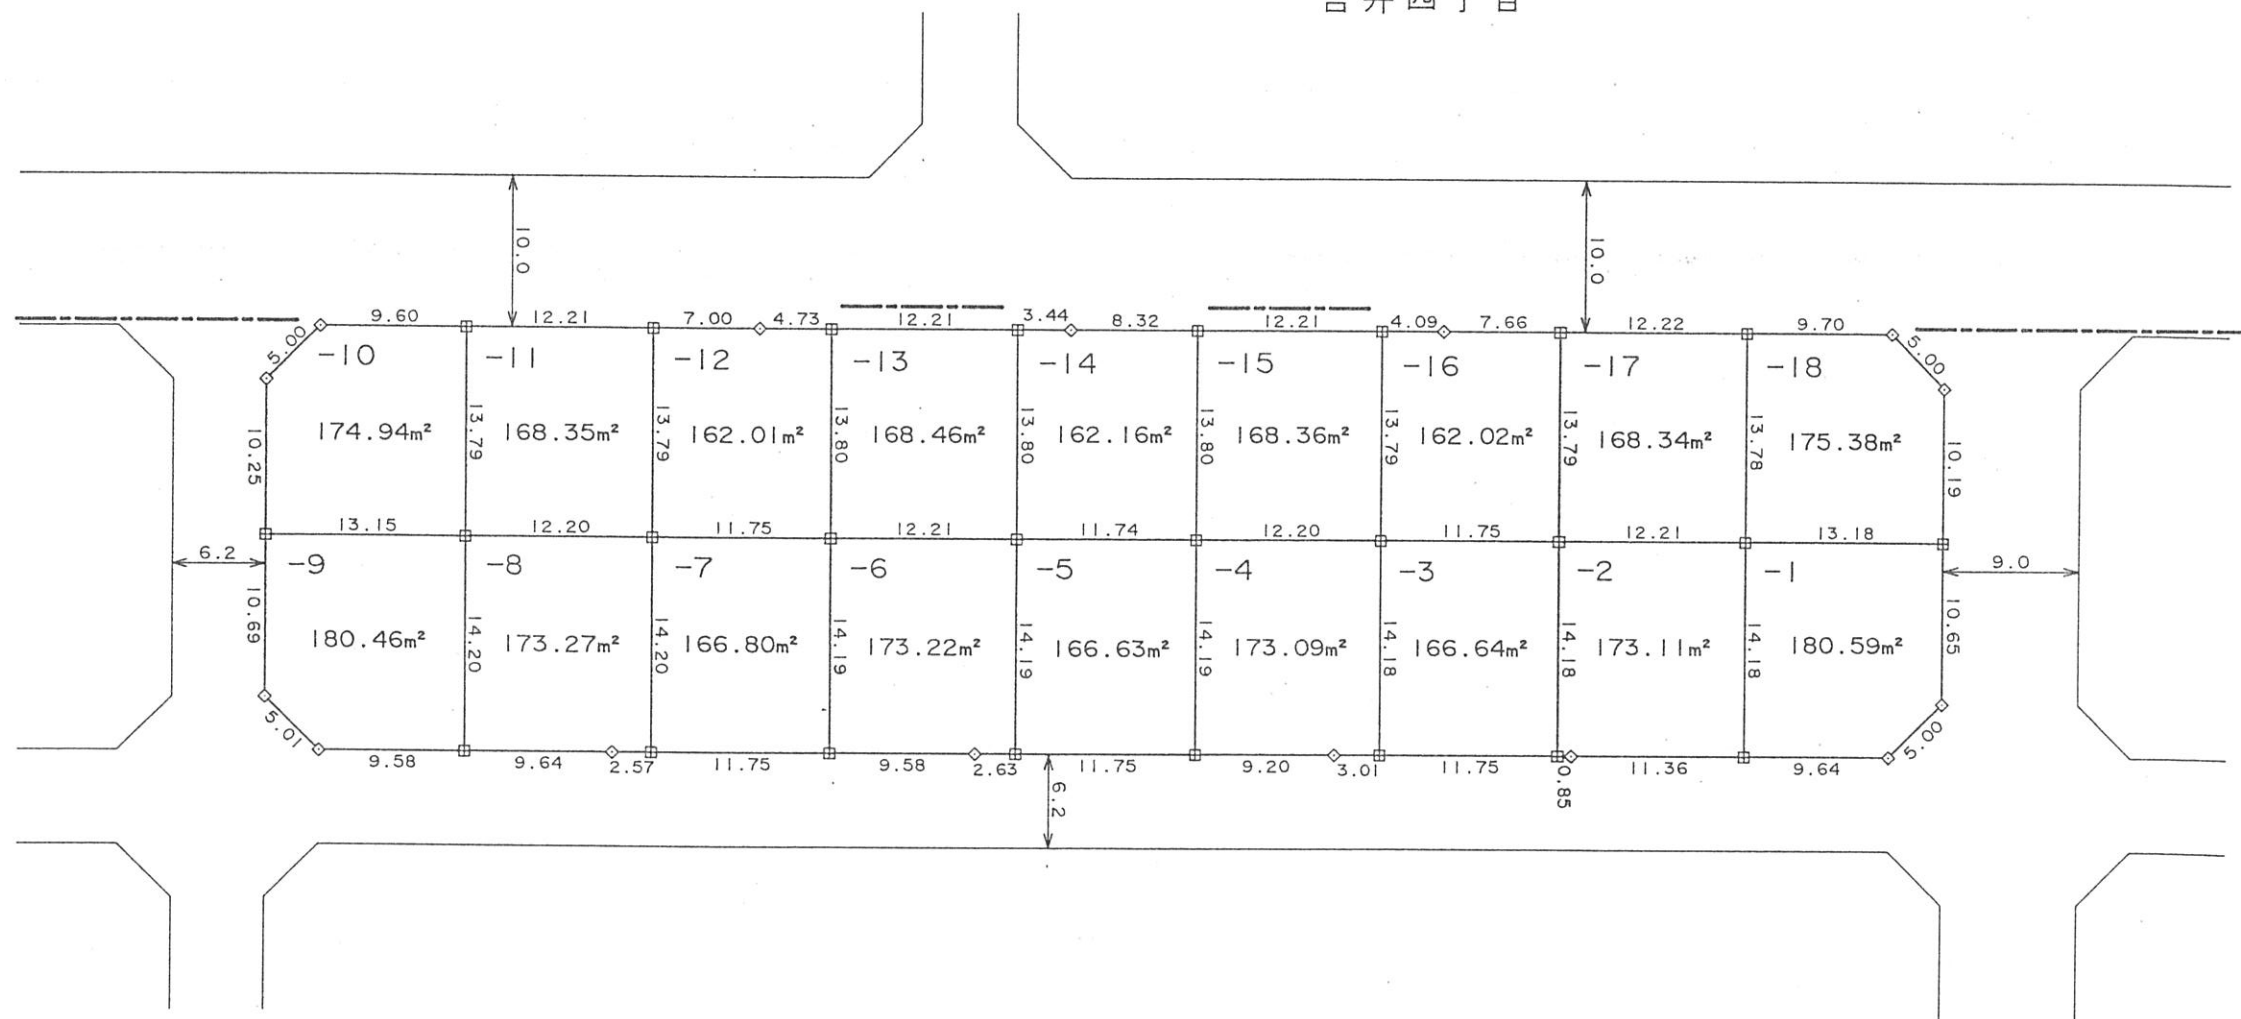 四丁目
10.0
10.0
9.60 12.21 7.00 4.73 12.21 3.44 8.32 12.21 4.09 7.66 12.22 9.70
5.00 5.00
-10 -11 -12 -13 -14 -15 -16 -17 -18
174.94m² 168.35m² 162.01m² 168.46m² 162.16m² 168.36m² 162.02m² 168.34m² 175.38m²
10.25 13.79 13.79 13.80 13.80 13.80 13.79 13.79 13.78 10.19
13.15 12.20 11.75 12.21 11.74 12.20 11.75 12.21 13.18
6.2 9.0
-9 -8 -7 -6 -5 -4 -3 -2 -1
180.46m² 173.27m² 166.80m² 173.22m² 166.63m² 173.09m² 166.64m² 173.11m² 180.59m²
10.69 14.20 14.20 14.19 14.19 14.19 14.18 14.18 14.18 10.65
5.01 5.00
9.58 9.64 2.57 11.75 9.58 2.63 11.75 9.20 3.01 11.75 0.85 11.36 9.64
6.2